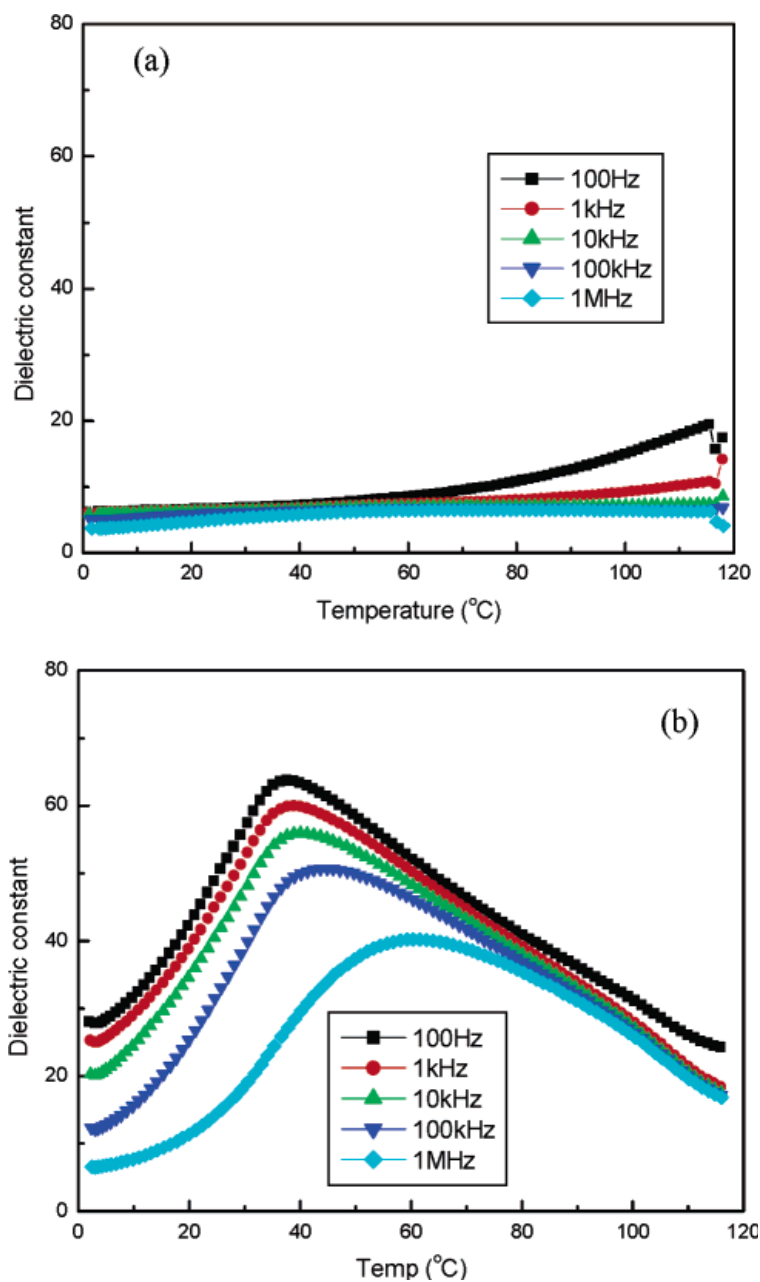 (a)
80
60
40
20
0
Dielectric constant
100Hz
1kHz
10kHz
100kHz
1MHz
0 20 40 60 80 100 120
Temperature (°C)
(b)
80
60
40
20
0
Dielectric constant
100Hz
1kHz
10kHz
100kHz
1MHz
0 20 40 60 80 100 120
Temp (°C)